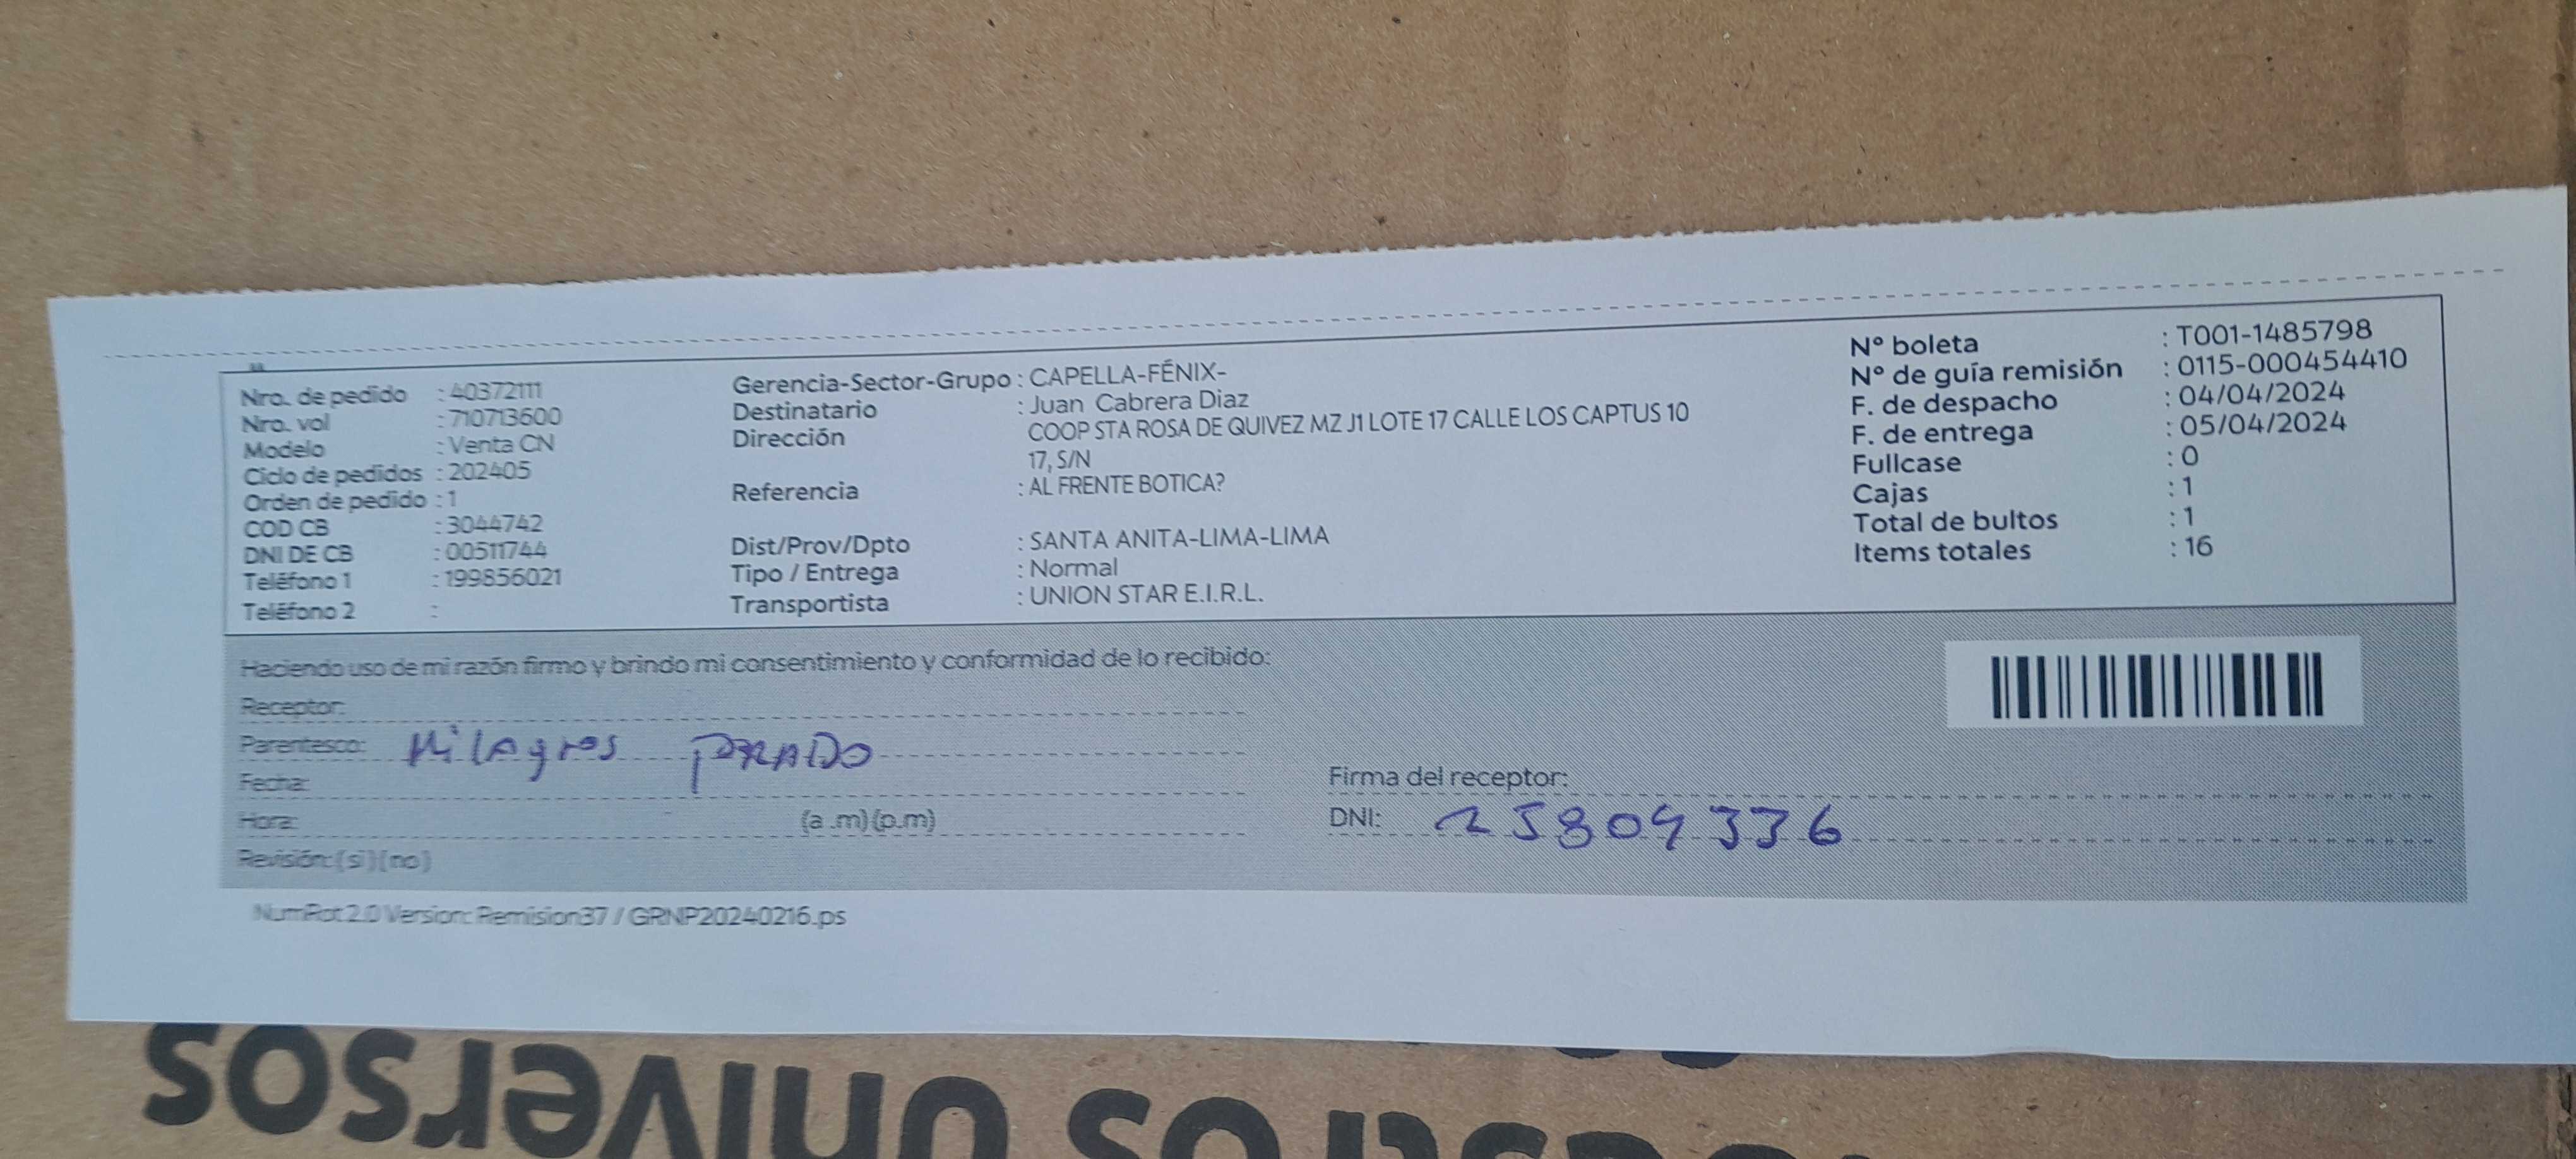 Nro. de pedido : 40372111
Nro. vol : 710713600
Modelo : Venta CN
Ciclo de pedidos : 202405
Orden de pedido : 1
COD CB : 3044742
DNI DE CB : 00511744
Teléfono 1 : 199856021
Teléfono 2 :
Gerencia-Sector-Grupo : CAPELLA-FÉNIX-
Destinatario : Juan Cabrera Diaz
Dirección COOP STA ROSA DE QUIVEZ MZ J1 LOTE 17 CALLE LOS CAPTUS 10
17, S/N
Referencia : AL FRENTE BOTICA?
Dist/Prov/Dpto : SANTA ANITA-LIMA-LIMA
Tipo / Entrega : Normal
Transportista : UNION STAR E.I.R.L.
N° boleta : T001-1485798
N° de guía remisión : 0115-000454410
F. de despacho : 04/04/2024
F. de entrega : 05/04/2024
Fullcase : 0
Cajas : 1
Total de bultos : 1
Items totales : 16
Haciendo uso de mi razón firmo y brindo mi consentimiento y conformidad de lo recibido:
Receptor:
Parentesco: Milagros PRADO
Fecha:
Hora: (a .m) (p.m)
Revisión: (si) (no)
Firma del receptor:
DNI: 25809336
NumRot 2.0 Version: Remision37 / GRNP20240216.ps
universos